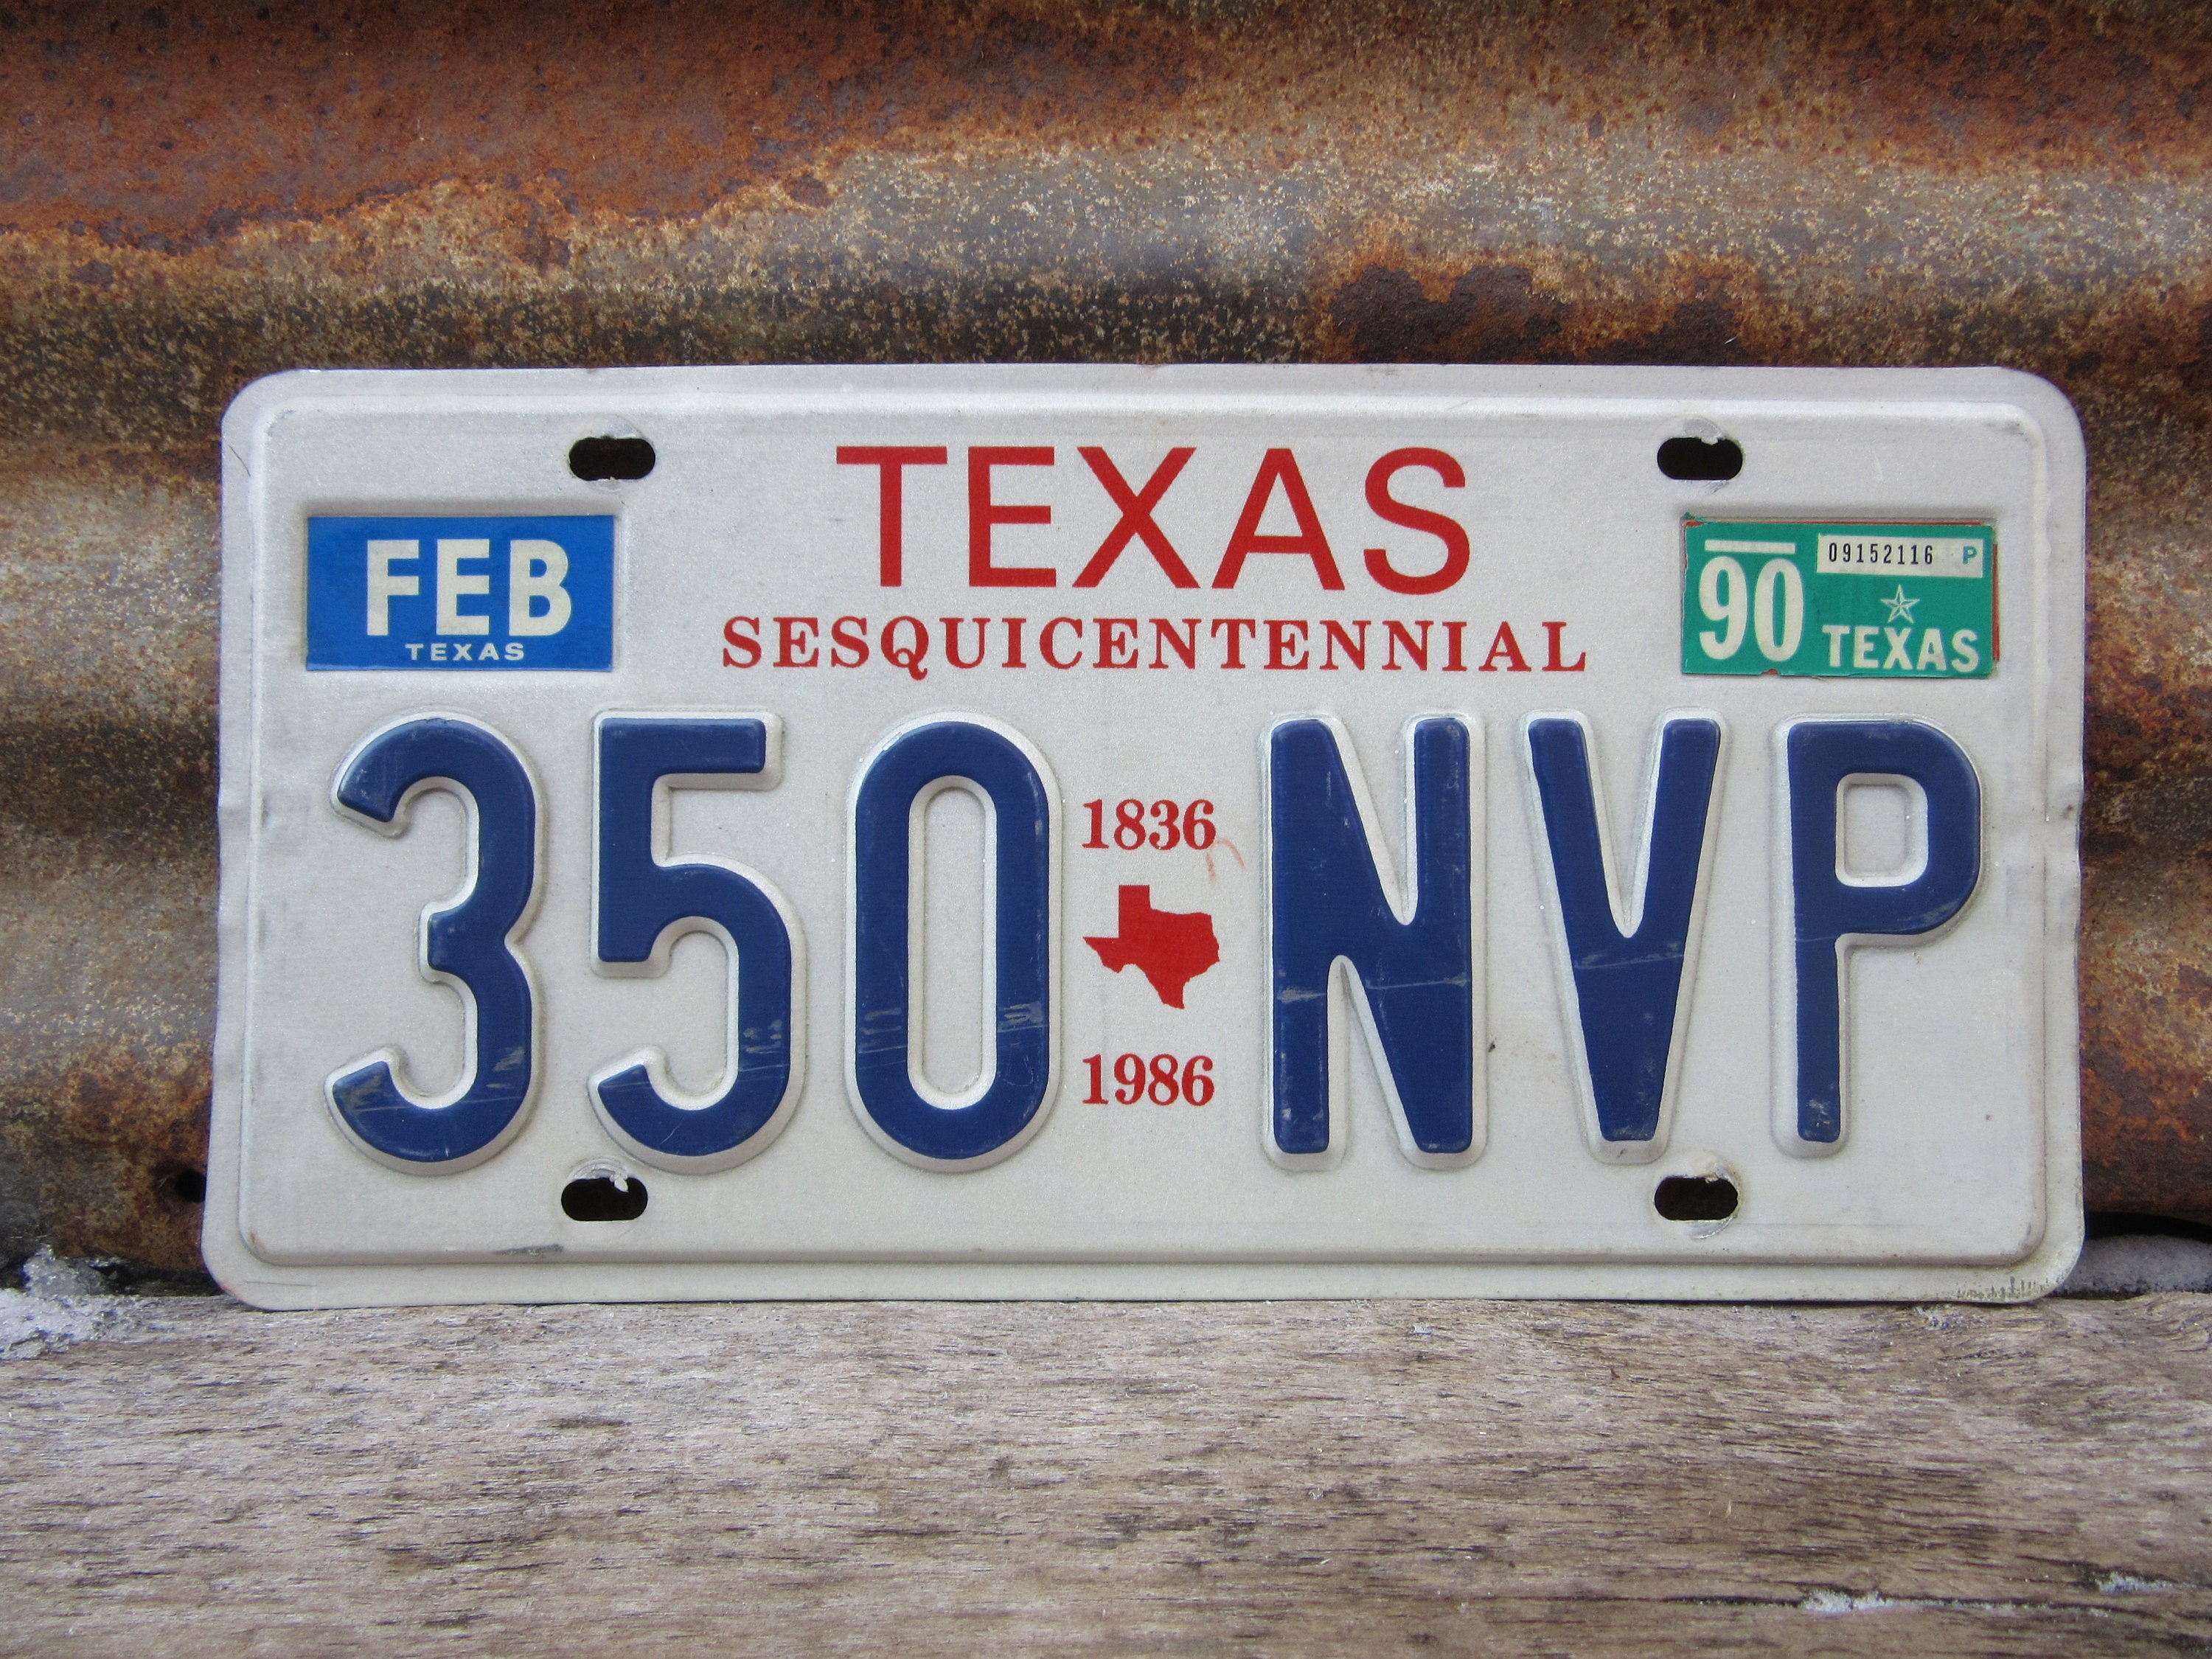 TEXAS
SESQUICENTENNIAL
FEB
TEXAS
90
09152116 P
TEXAS
350 NVP
1836
1986